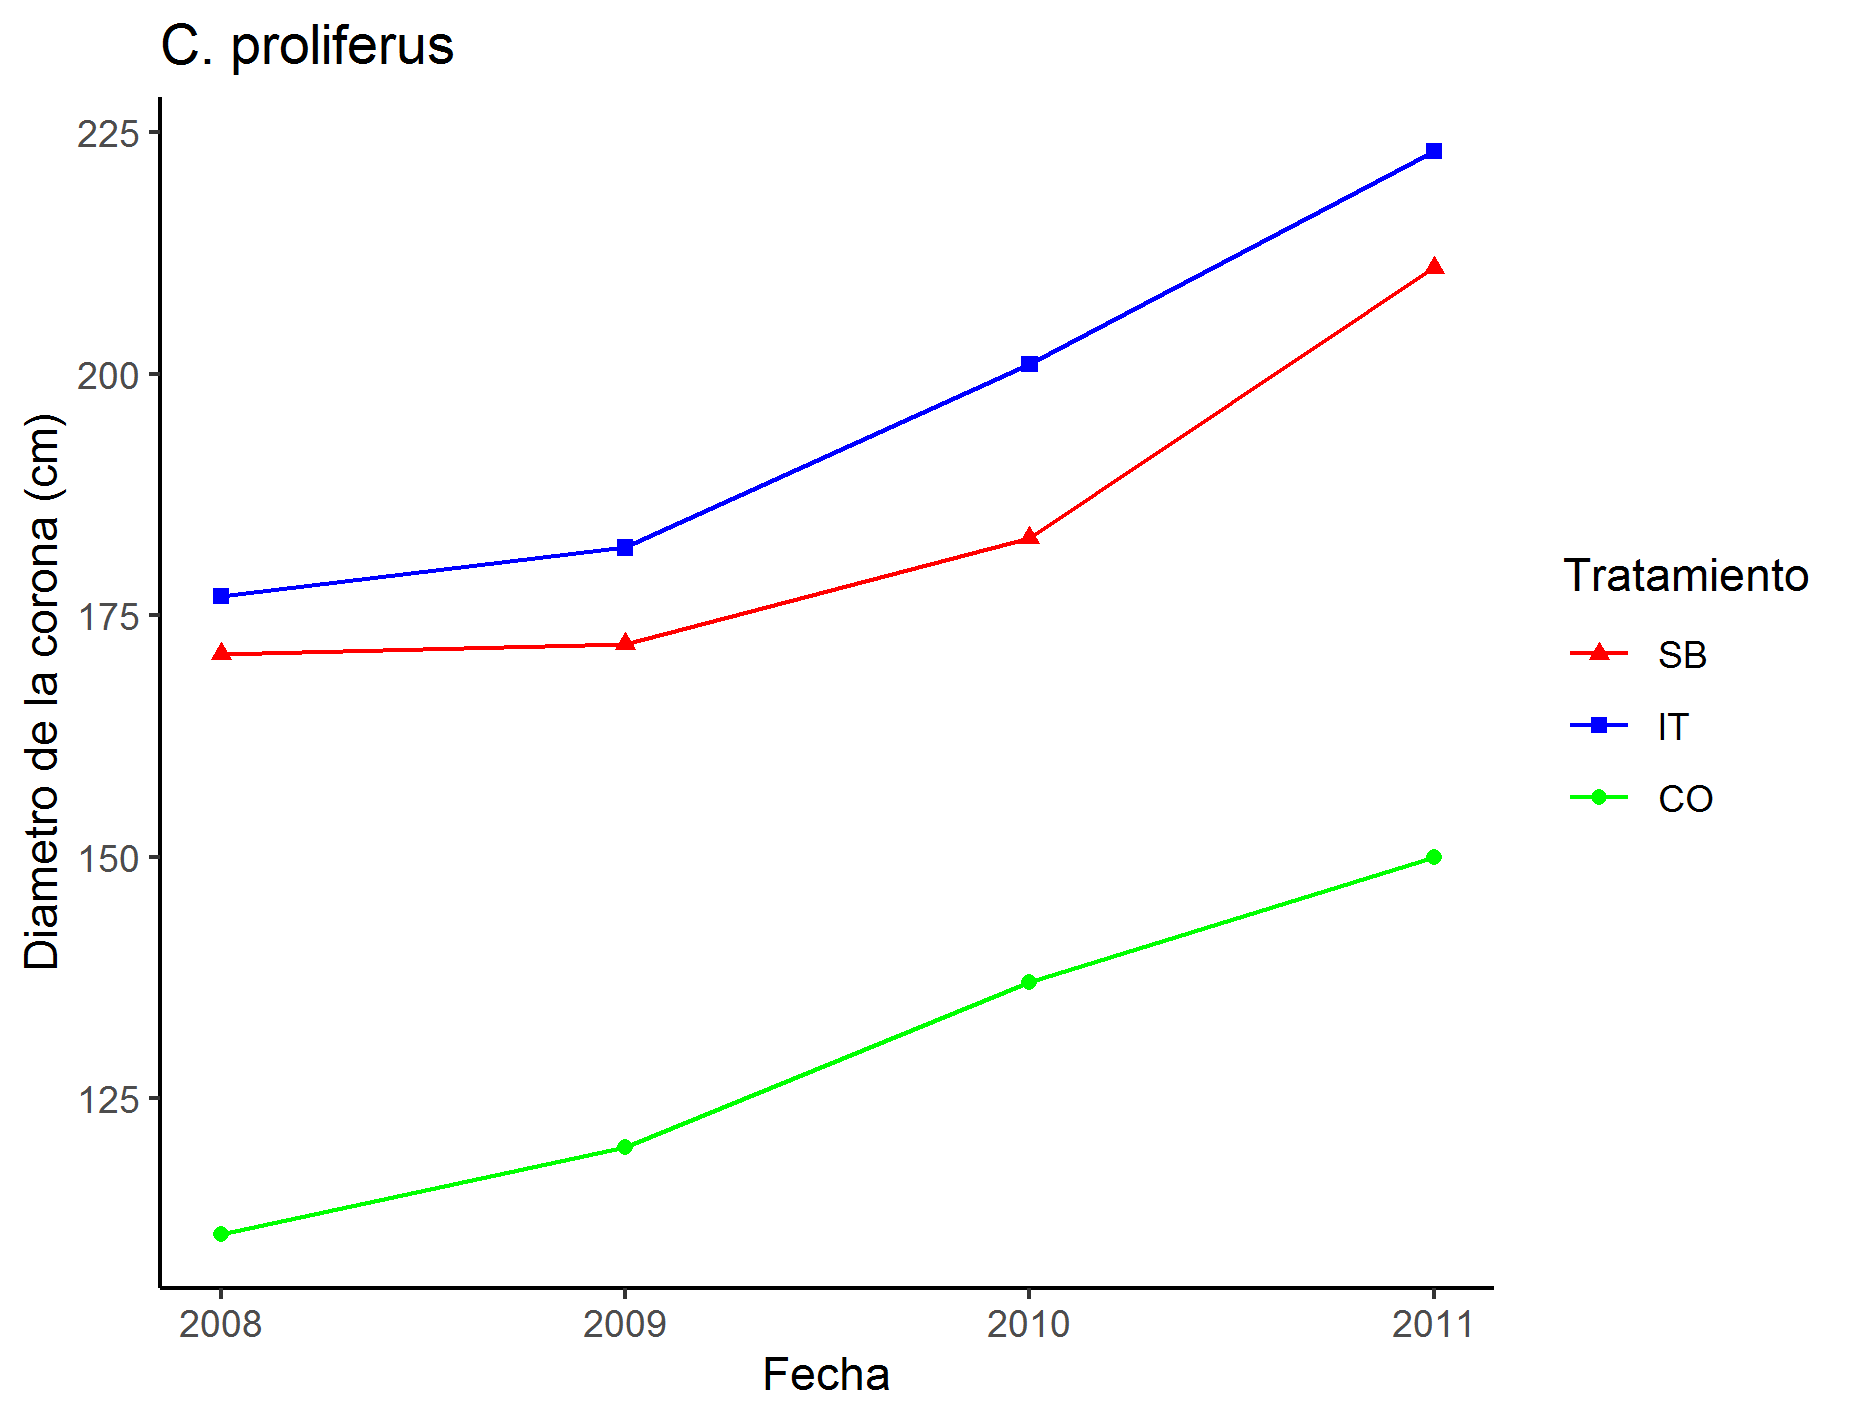 C. proliferus
225
200
175
150
125
Diametro de la corona (cm)
2008 2009 2010 2011
Fecha
Tratamiento
SB
IT
CO